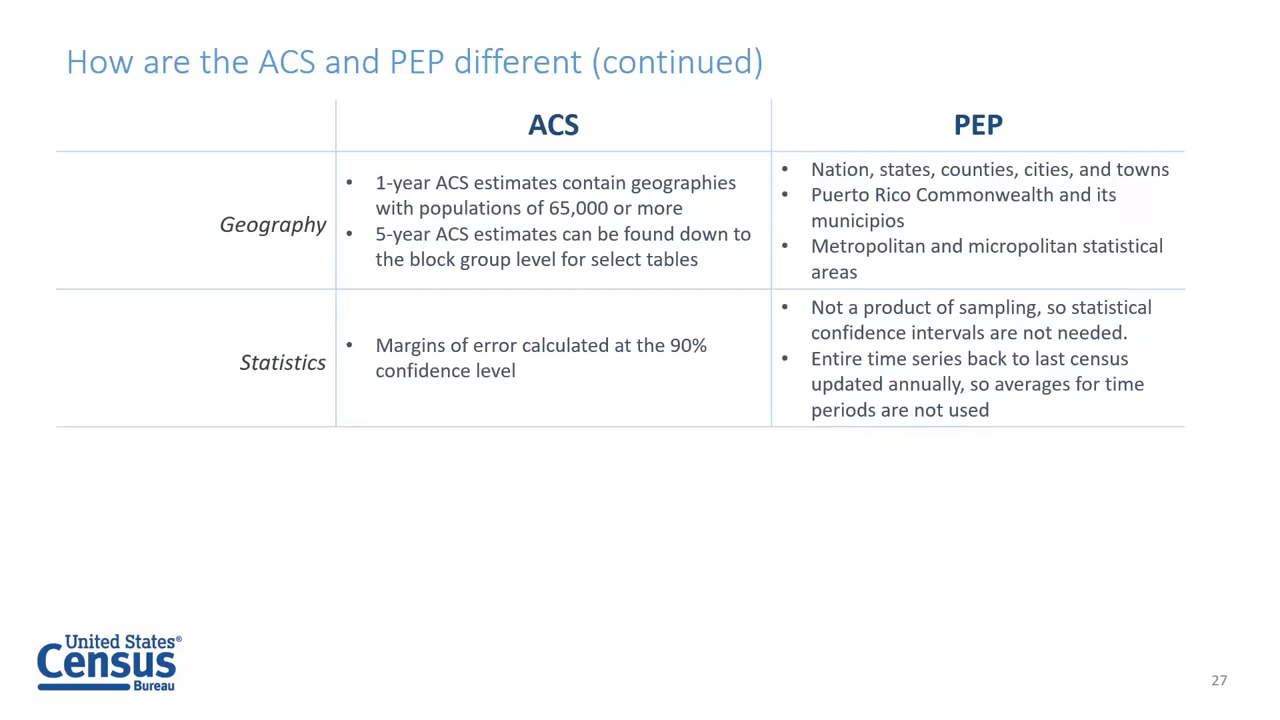 How are the ACS and PEP different (continued)
ACS
PEP
Geography
• 1-year ACS estimates contain geographies
with populations of 65,000 or more
• 5-year ACS estimates can be found down to
the block group level for select tables
• Nation, states, counties, cities, and towns
• Puerto Rico Commonwealth and its
municipios
• Metropolitan and micropolitan statistical
areas
Statistics
• Margins of error calculated at the 90%
confidence level
• Not a product of sampling, so statistical
confidence intervals are not needed.
• Entire time series back to last census
updated annually, so averages for time
periods are not used
United States®
Census
Bureau
27